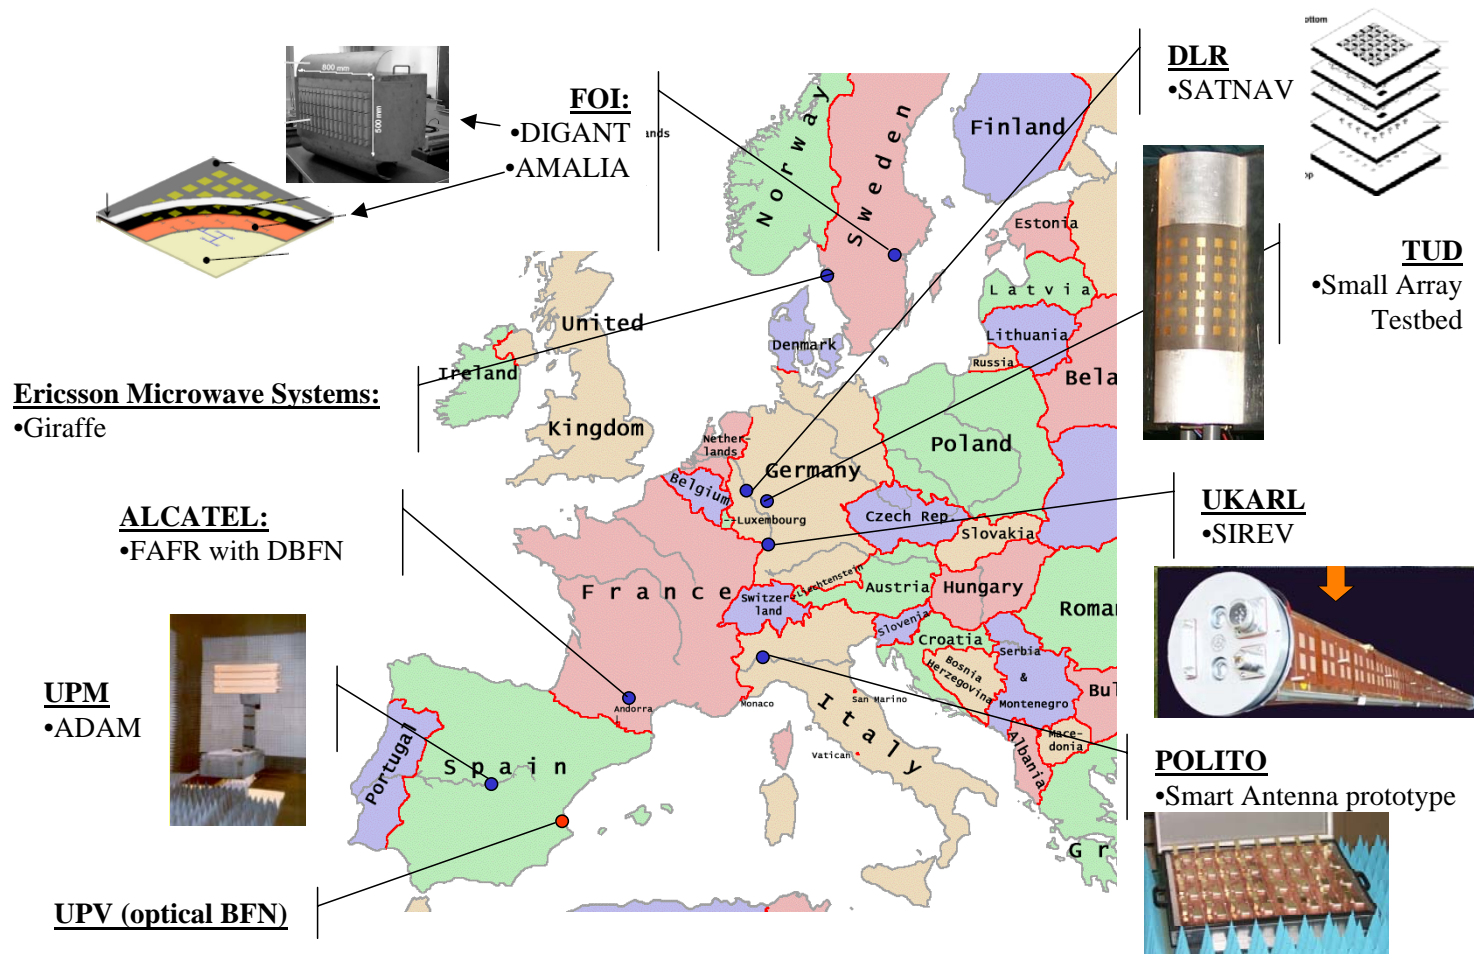 800 mm
500 mm
FOI:
•DIGANT
•AMALIA
ands
DLR
•SATNAV
TUD
•Small Array
Testbed
Ericsson Microwave Systems:
•Giraffe
ALCATEL:
•FAFR with DBFN
UKARL
•SIREV
UPM
•ADAM
POLITO
•Smart Antenna prototype
UPV (optical BFN)
Norway
Sweden
Finland
Estonia
Latvia
Lithuania
Russia
Bela
United
Kingdom
Ireland
Denmark
Nether-
lands
Belgium
Germany
Poland
Luxembourg
Czech Rep.
Slovakia
France
Switzer-
land
Liechtenstein
Austria
Hungary
Roma
Slovenia
Croatia
Bosnia
Herzegovina
Serbia
&
Montenegro
Bul
Monaco
San Marino
Italy
Vatican
Albania
Mace-
donia
Gr
Andorra
Spain
Portugal
ottom
op